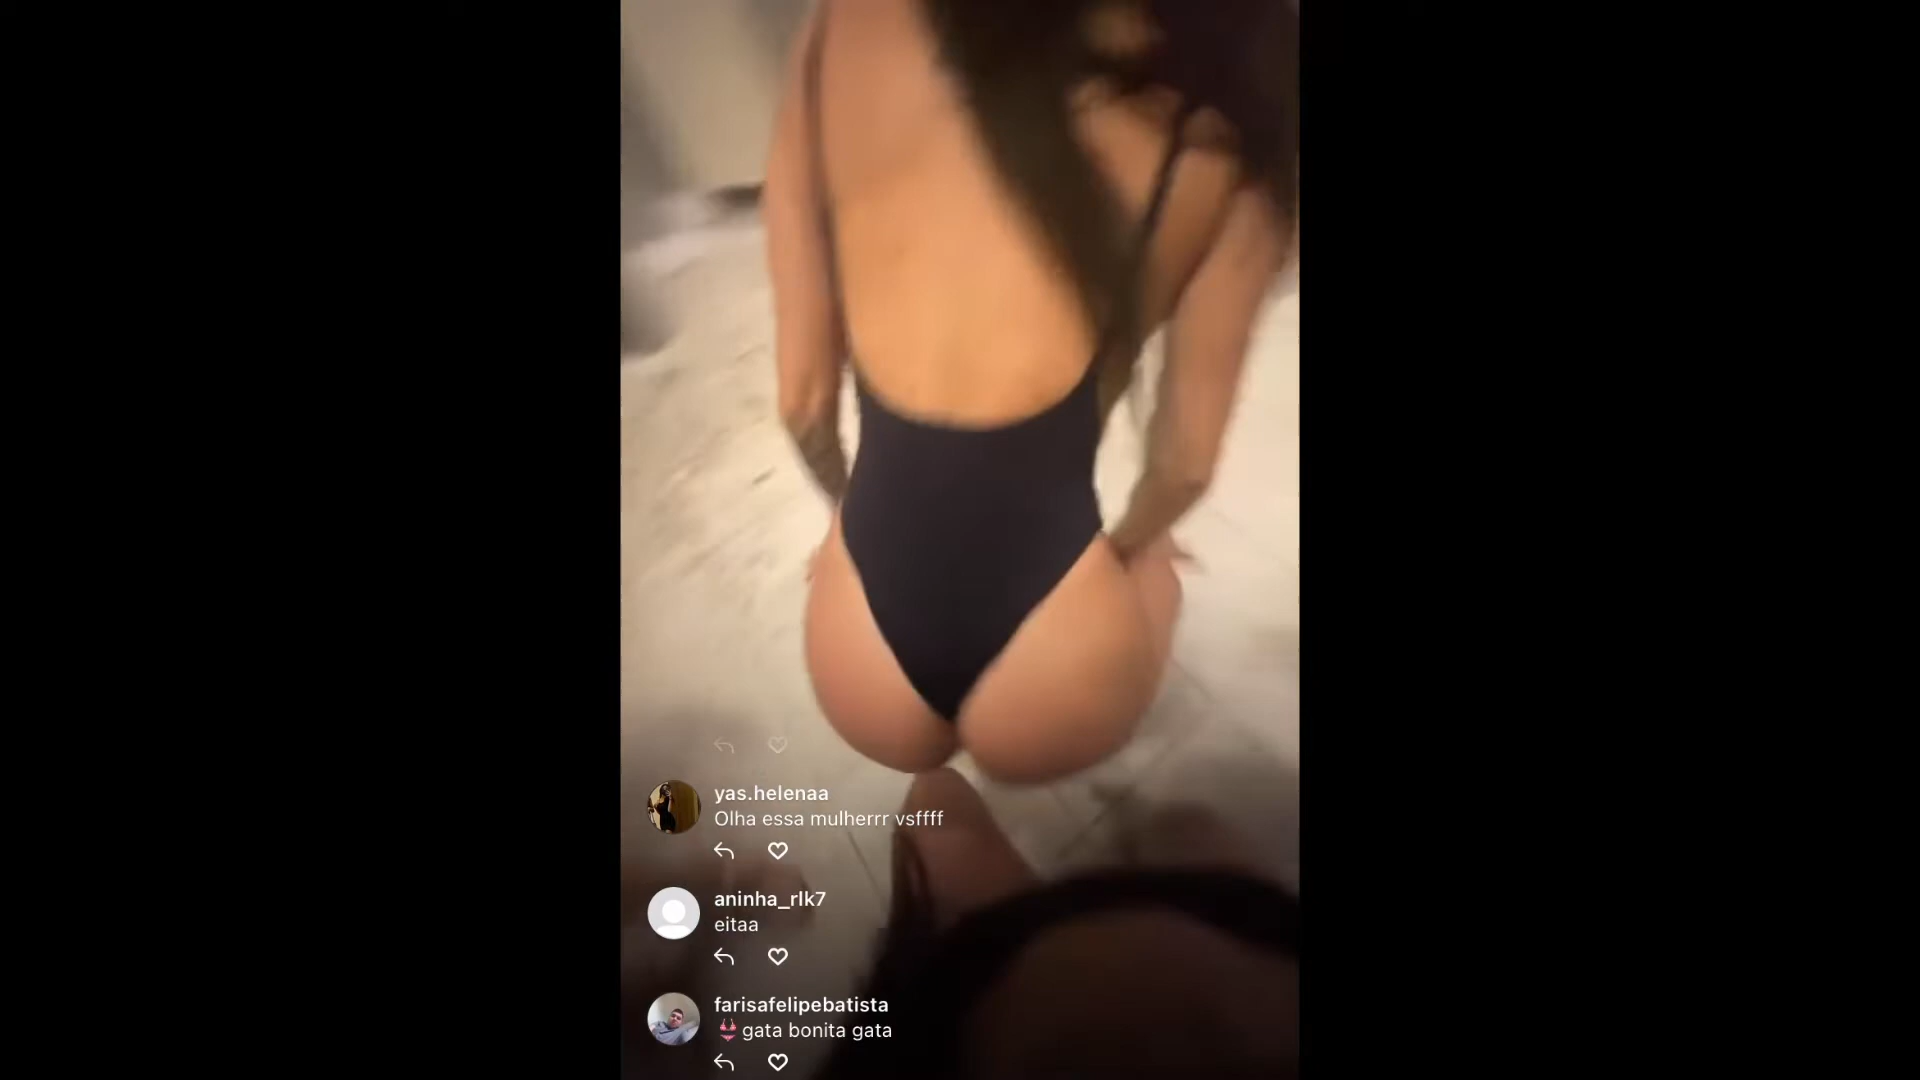 yas.helenaa
Olha essa mulherrr vsffff
aninha_rlk7
eitaa
farisafelipebatista
👙gata bonita gata